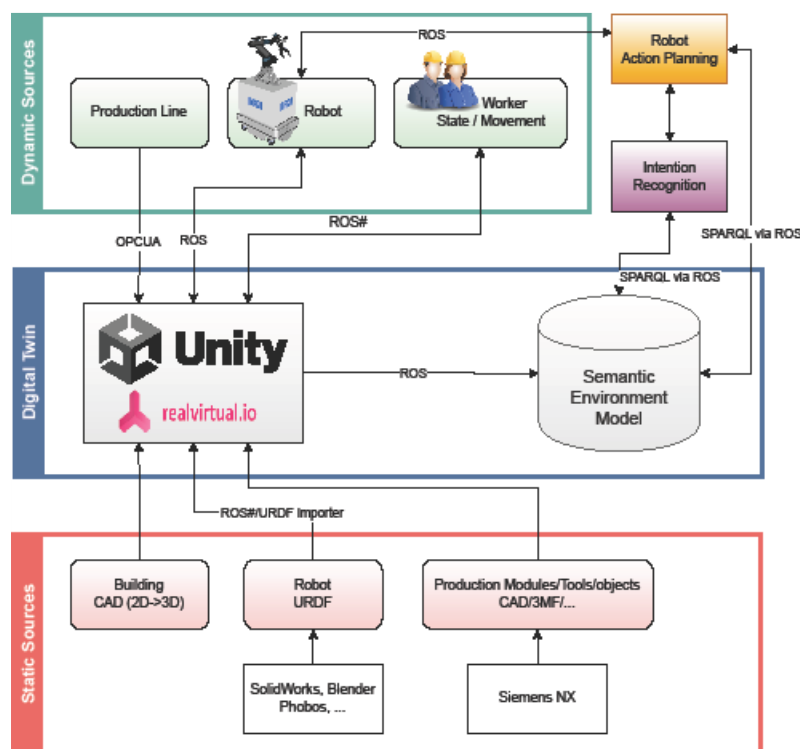 Dynamic Sources
ROS
Robot
Action Planning
Production Line
Robot
Worker
State / Movement
Intention
Recognition
OPCUA
ROS
ROS#
SPARQL via ROS
SPARQL via ROS
Digital Twin
Unity
realvirtual.io
ROS
Semantic
Environment
Model
ROS#/URDF Importer
Static Sources
Building
CAD (2D->3D)
Robot
URDF
Production Modules/Tools/objects
CAD/3MF/...
SolidWorks, Blender
Phobos, ...
Siemens NX